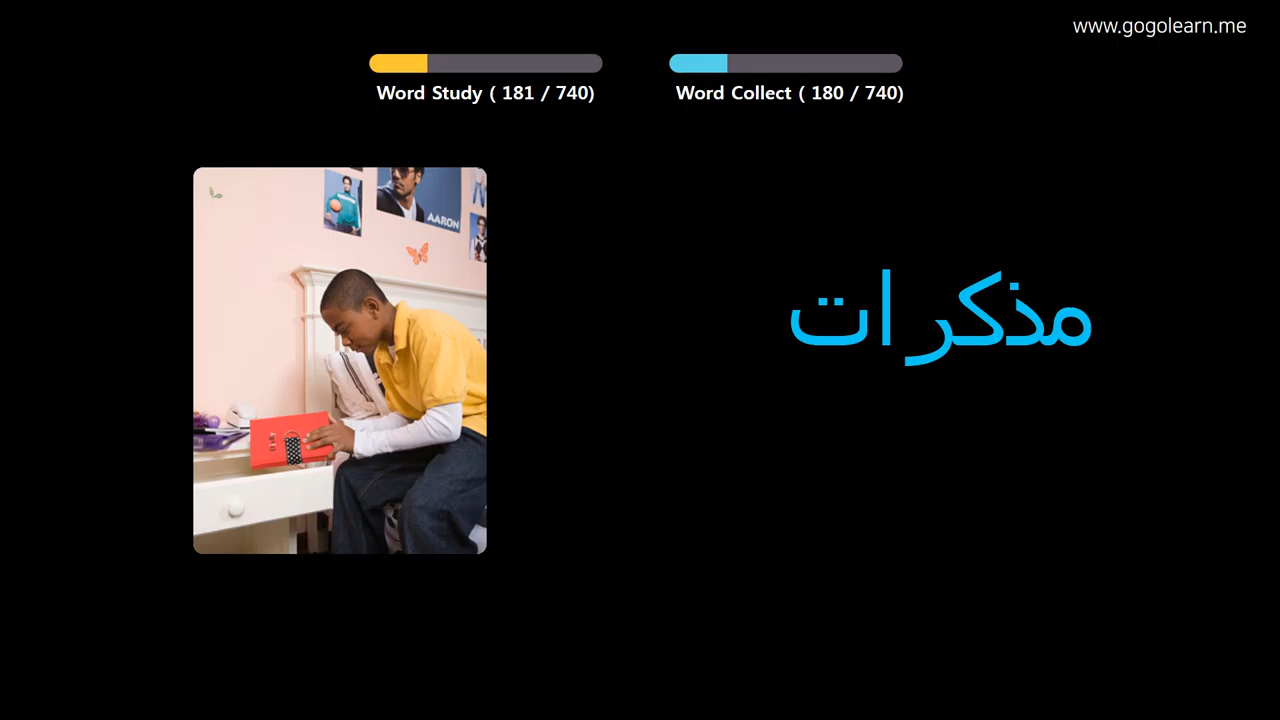 www.gogolearn.me
Word Study ( 181 / 740)
Word Collect ( 180 / 740)
AARON
مذكرات